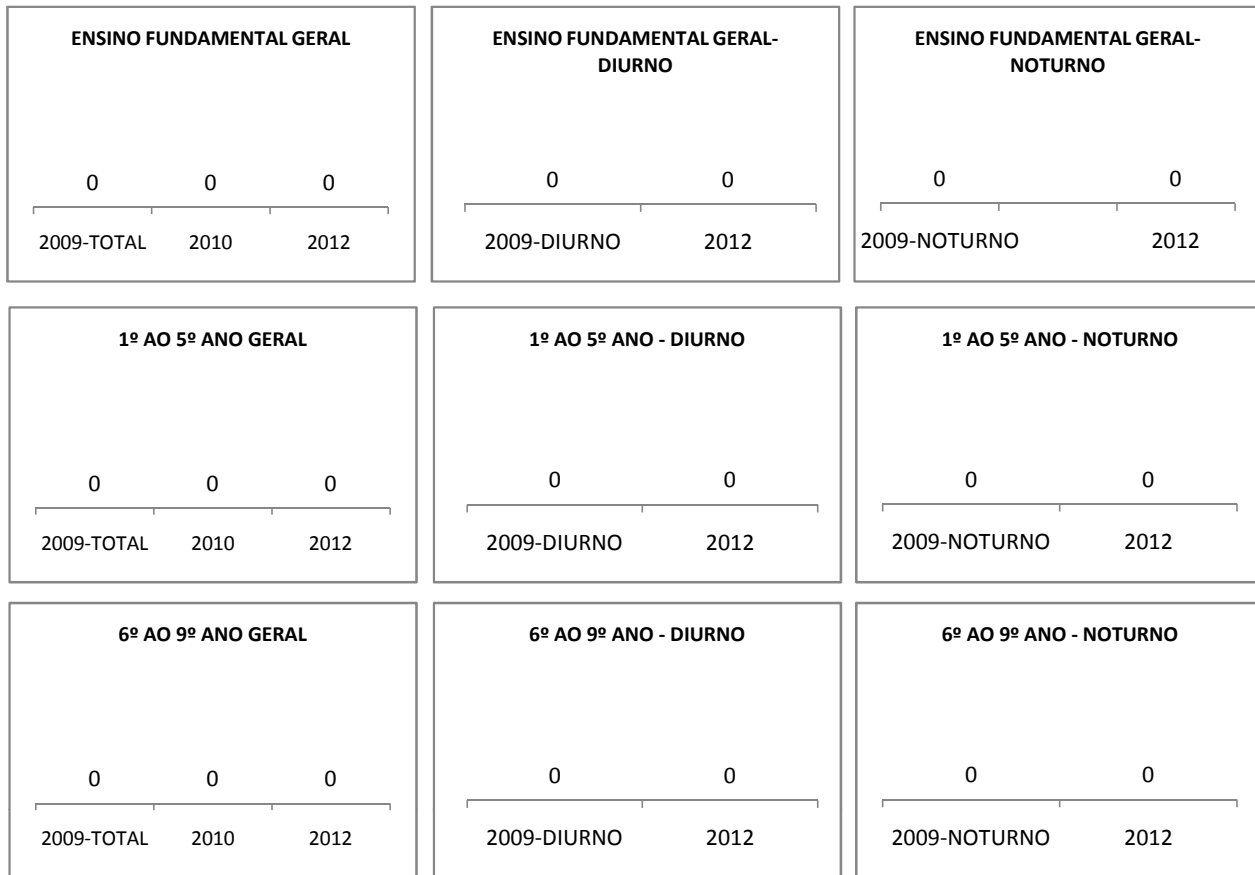 ENSINO FUNDAMENTAL GERAL
0 0 0
2009-TOTAL 2010 2012
ENSINO FUNDAMENTAL GERAL-
DIURNO
0 0
2009-DIURNO 2012
ENSINO FUNDAMENTAL GERAL-
NOTURNO
0 0
2009-NOTURNO 2012
1º AO 5º ANO GERAL
0 0 0
2009-TOTAL 2010 2012
1º AO 5º ANO - DIURNO
0 0
2009-DIURNO 2012
1º AO 5º ANO - NOTURNO
0 0
2009-NOTURNO 2012
6º AO 9º ANO GERAL
0 0 0
2009-TOTAL 2010 2012
6º AO 9º ANO - DIURNO
0 0
2009-DIURNO 2012
6º AO 9º ANO - NOTURNO
0 0
2009-NOTURNO 2012